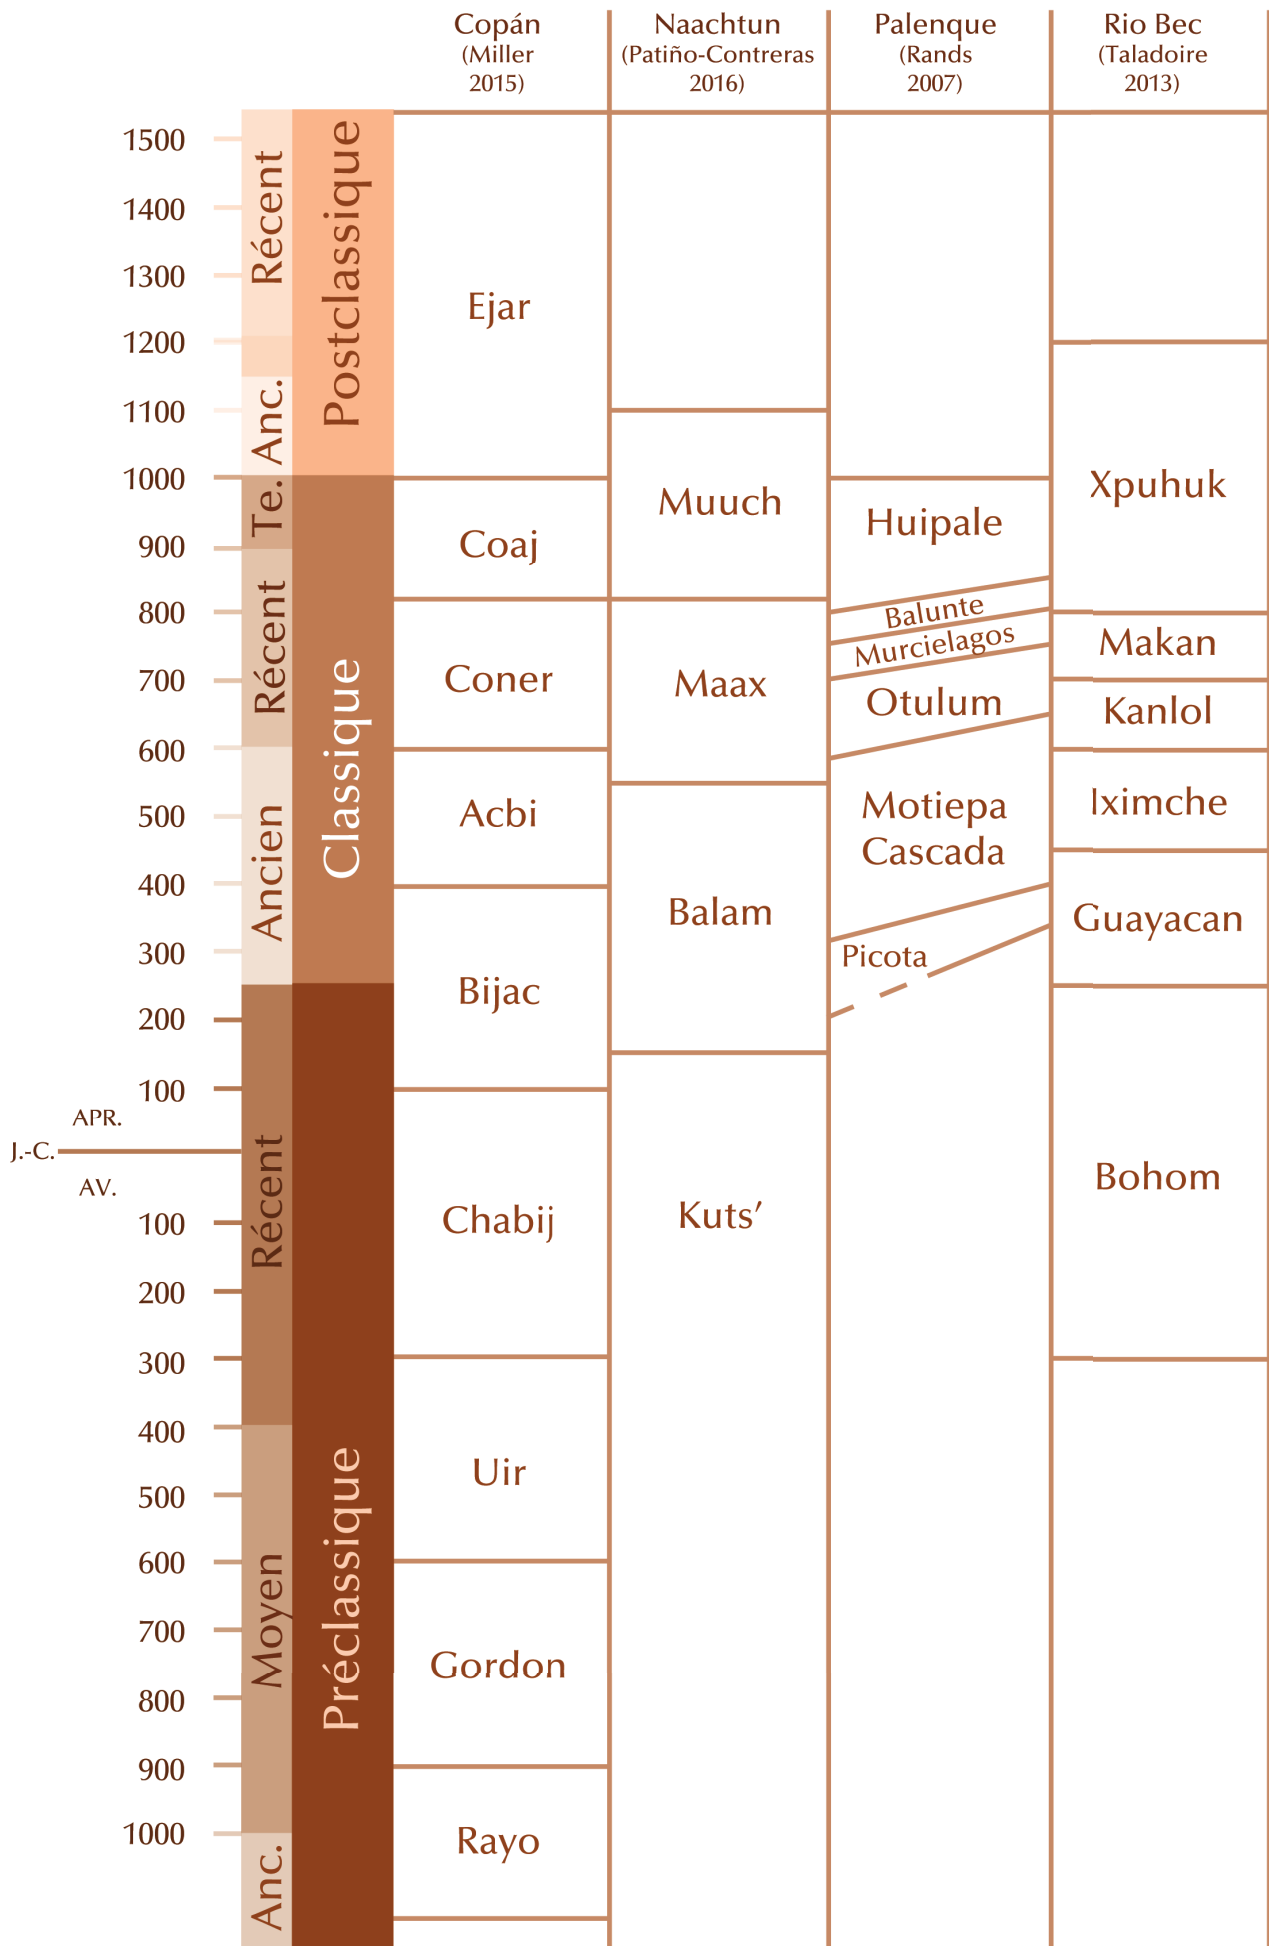 Copán
(Miller
2015)
Naachtun
(Patiño-Contreras
2016)
Palenque
(Rands
2007)
Rio Bec
(Taladoire
2013)
1500
1400
1300
1200
1100
1000
900
800
700
600
500
400
300
200
100
APR.
J.-C.
AV.
100
200
300
400
500
600
700
800
900
1000
Récent
Anc.
Te.
Récent
Ancien
Récent
Moyen
Anc.
Postclassique
Classique
Préclassique
Ejar
Coaj
Coner
Acbi
Bijac
Chabij
Uir
Gordon
Rayo
Muuch
Maax
Balam
Kuts’
Huipale
Balunte
Murcielagos
Otulum
Motiepa
Cascada
Picota
Xpuhuk
Makan
Kanlol
Iximche
Guayacan
Bohom